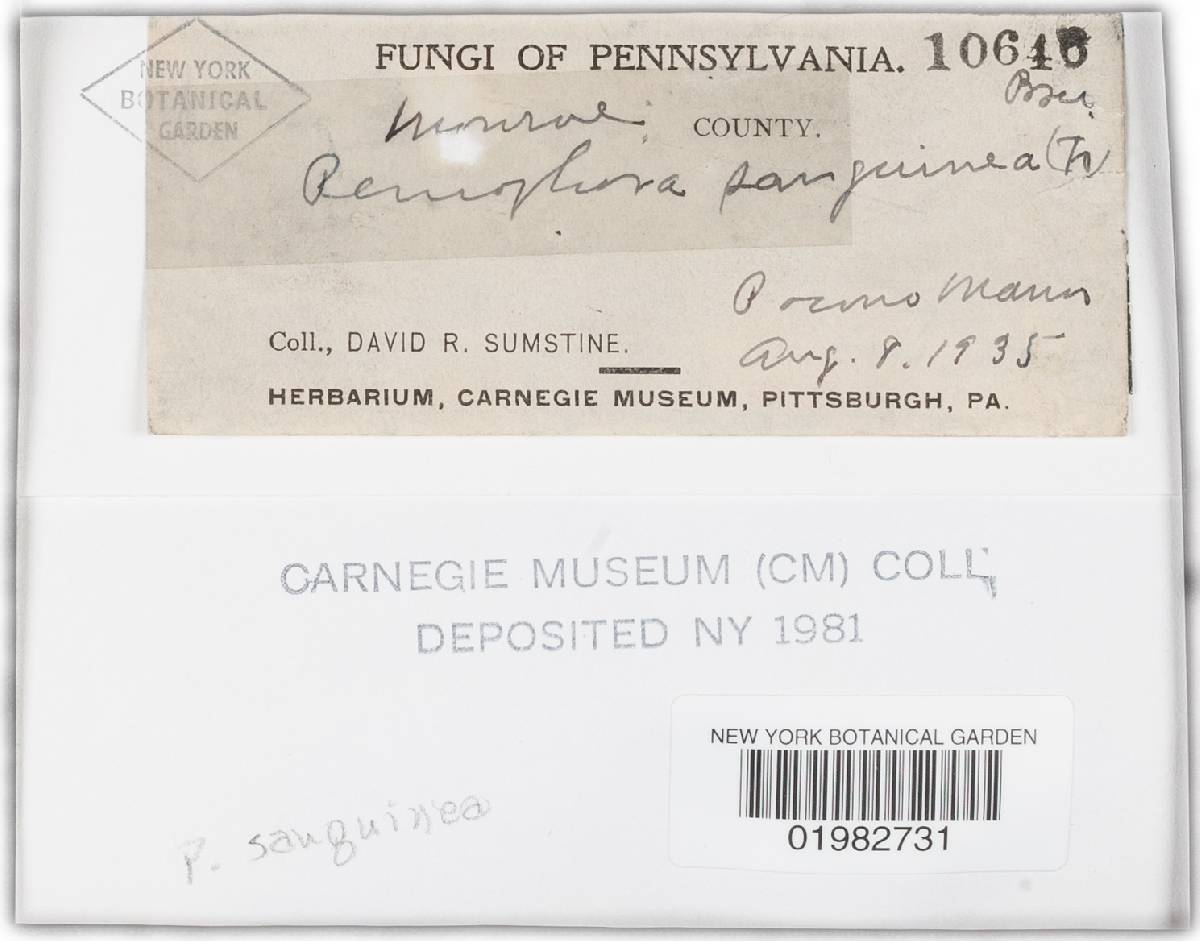 NEW YORK
BOTANICAL
GARDEN
FUNGI OF PENNSYLVANIA.
Monroe COUNTY.
Peniophora sanguinea (Fr) Bres.
Pocono Manor
Coll., DAVID R. SUMSTINE. Aug. 8. 1935
HERBARIUM, CARNEGIE MUSEUM, PITTSBURGH, PA.
CARNEGIE MUSEUM (CM) COLL.
DEPOSITED NY 1981
NEW YORK BOTANICAL GARDEN
01982731
P. sanguinea